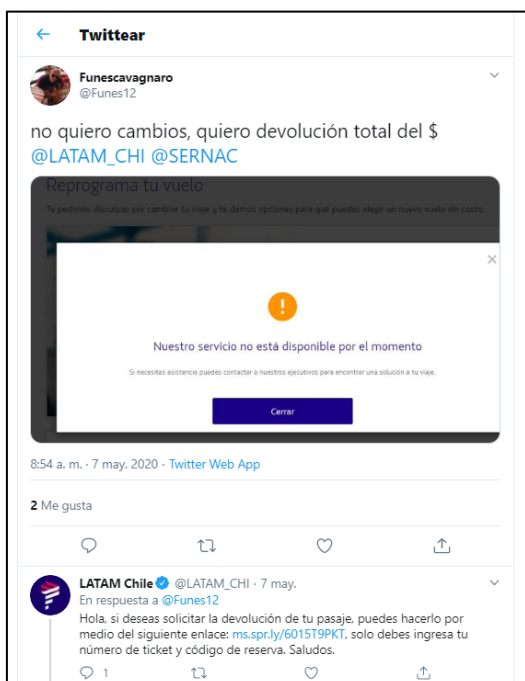 Twittear
Funescavagnaro
@Funes12
no quiero cambios, quiero devolución total del $
@LATAM_CHI @SERNAC
Reprograma tu vuelo
Te pedimos disculpas por cambiar tu viaje y te damos opciones para que puedas elegir un nuevo vuelo sin costo.
Nuestro servicio no está disponible por el momento
Si necesitas asistencia puedes contactar a nuestros ejecutivos para encontrar una solución a tu viaje.
Cerrar
8:54 a. m. · 7 may. 2020 · Twitter Web App
2 Me gusta
LATAM Chile @LATAM_CHI · 7 may.
En respuesta a @Funes12
Hola, si deseas solicitar la devolución de tu pasaje, puedes hacerlo por
medio del siguiente enlace: ms.spr.ly/6015T9PKT, solo debes ingresa tu
número de ticket y código de reserva. Saludos.
1